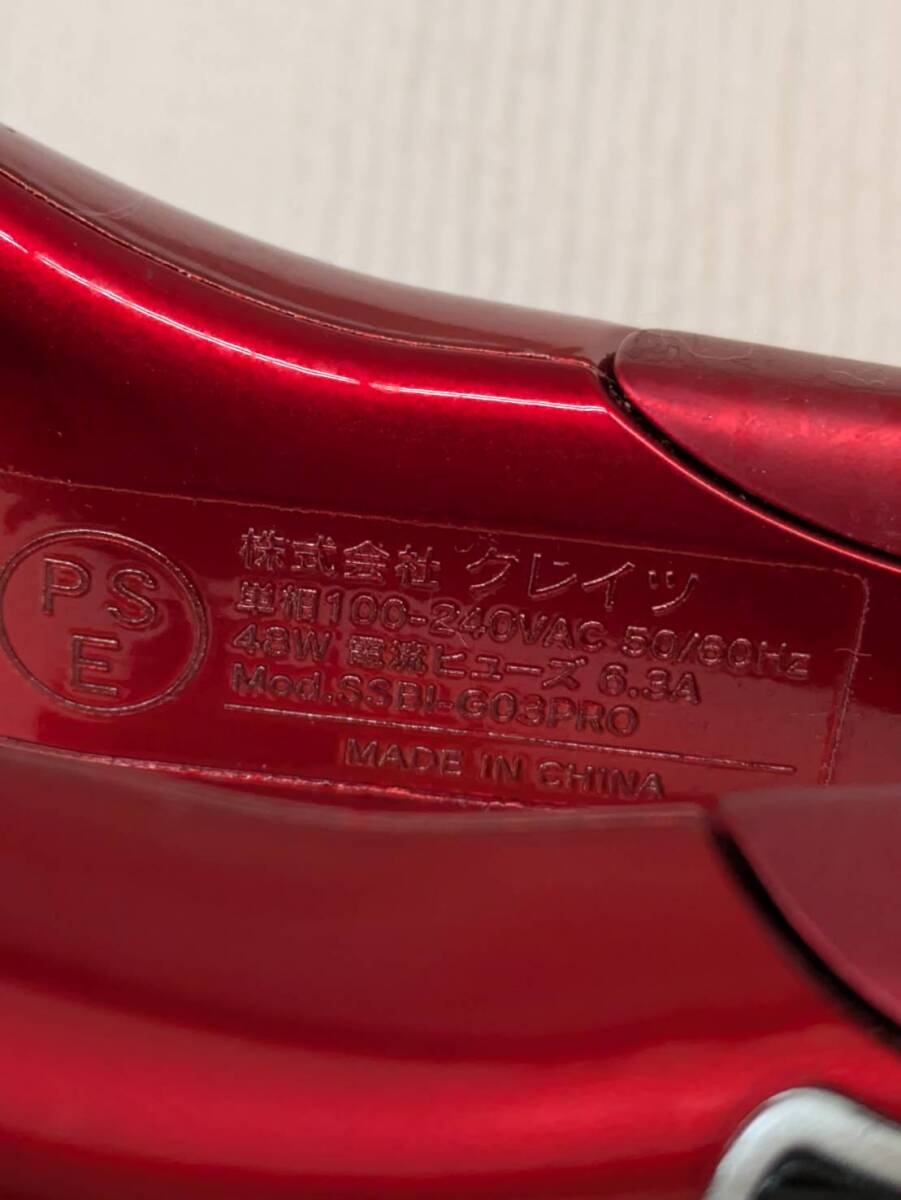 PS
E
株式会社 クレイツ
単相100-240VAC 50/60Hz
48W 電流ヒューズ 6.3A
Mod.SSBI-G03PRO
MADE IN CHINA